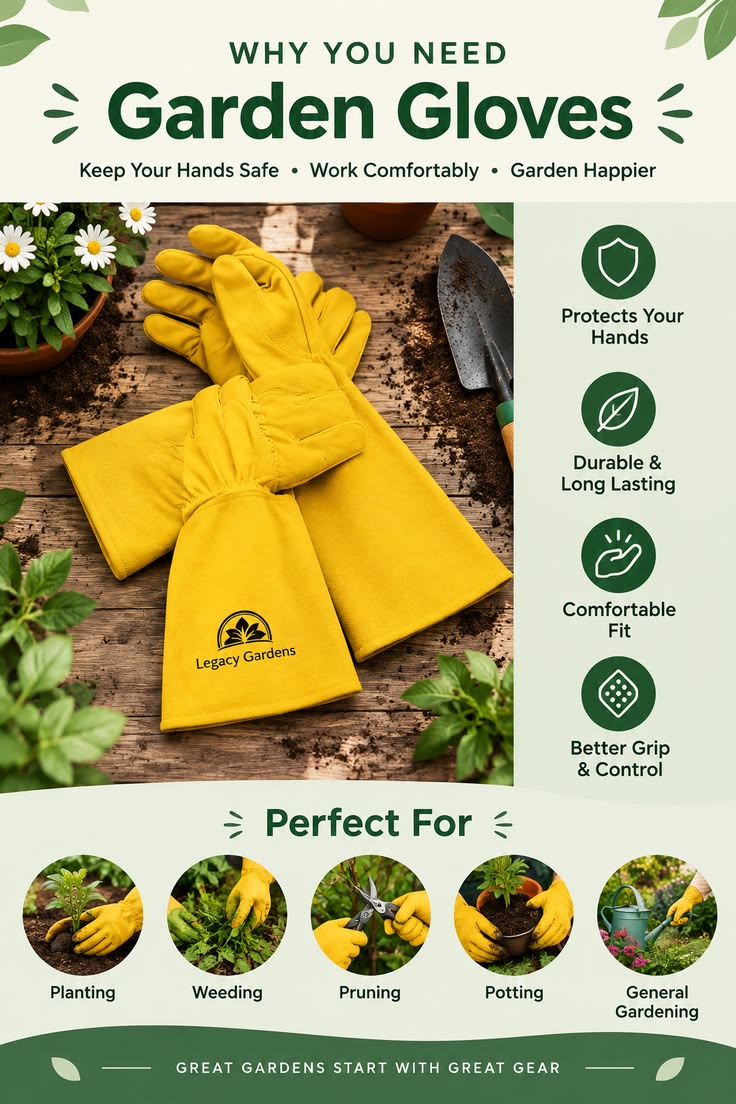 WHY YOU NEED
Garden Gloves
Keep Your Hands Safe • Work Comfortably • Garden Happier
Protects Your
Hands
Durable &
Long Lasting
Comfortable
Fit
Better Grip
& Control
Legacy Gardens
Perfect For
Planting
Weeding
Pruning
Potting
General
Gardening
GREAT GARDENS START WITH GREAT GEAR